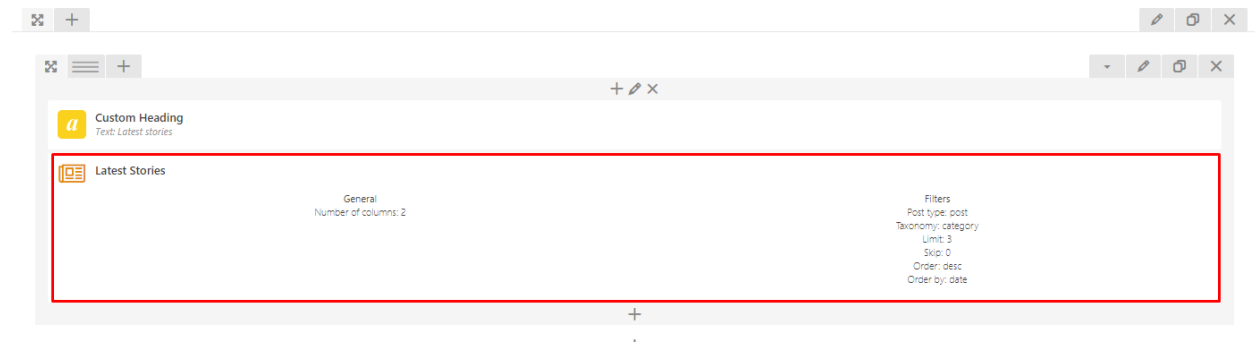 Custom Heading
Text: Latest stories
Latest Stories
General
Number of columns: 2
Filters
Post type: post
Taxonomy: category
Limit: 3
Skip: 0
Order: desc
Order by: date